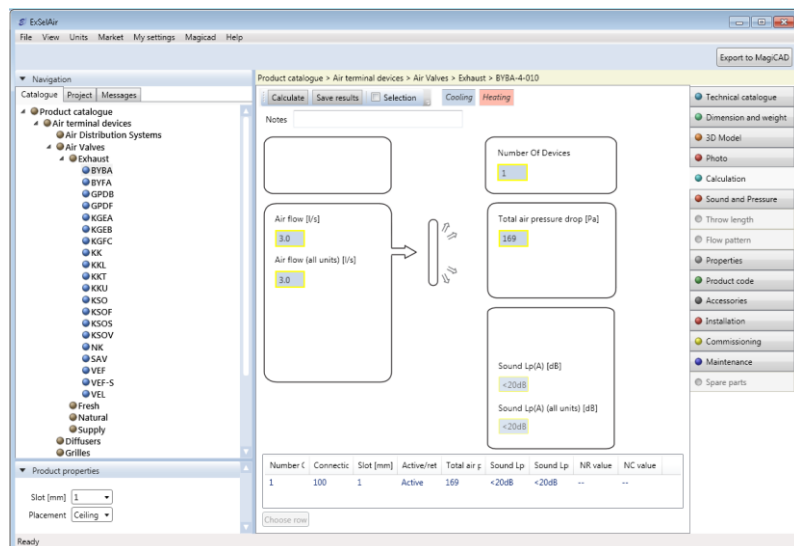 ExSelAir
File View Units Market My settings Magicad Help
Export to MagiCAD
Navigation
Catalogue Project Messages
Product catalogue
Air terminal devices
Air Distribution Systems
Air Valves
Exhaust
BYBA
BYFA
GPDB
GPDF
KGEA
KGEB
KGFC
KK
KKL
KKT
KKU
KSO
KSOF
KSOS
KSOV
NK
SAV
VEF
VEF-S
VEL
Fresh
Natural
Supply
Diffusers
Grilles
Product properties
Slot [mm] 1
Placement Ceiling
Ready
Product catalogue > Air terminal devices > Air Valves > Exhaust > BYBA-4-010
Calculate Save results Selection Cooling Heating
Notes
Number Of Devices
1
Air flow [l/s]
3.0
Air flow (all units) [l/s]
3.0
Total air pressure drop [Pa]
169
Sound Lp(A) [dB]
<20dB
Sound Lp(A) (all units) [dB]
<20dB
Number ( Connectic Slot [mm] Active/ret Total air p Sound Lp Sound Lp NR value NC value
1 100 1 Active 169 <20dB <20dB -- --
Choose row
Technical catalogue
Dimension and weight
3D Model
Photo
Calculation
Sound and Pressure
Throw length
Flow pattern
Properties
Product code
Accessories
Installation
Commissioning
Maintenance
Spare parts